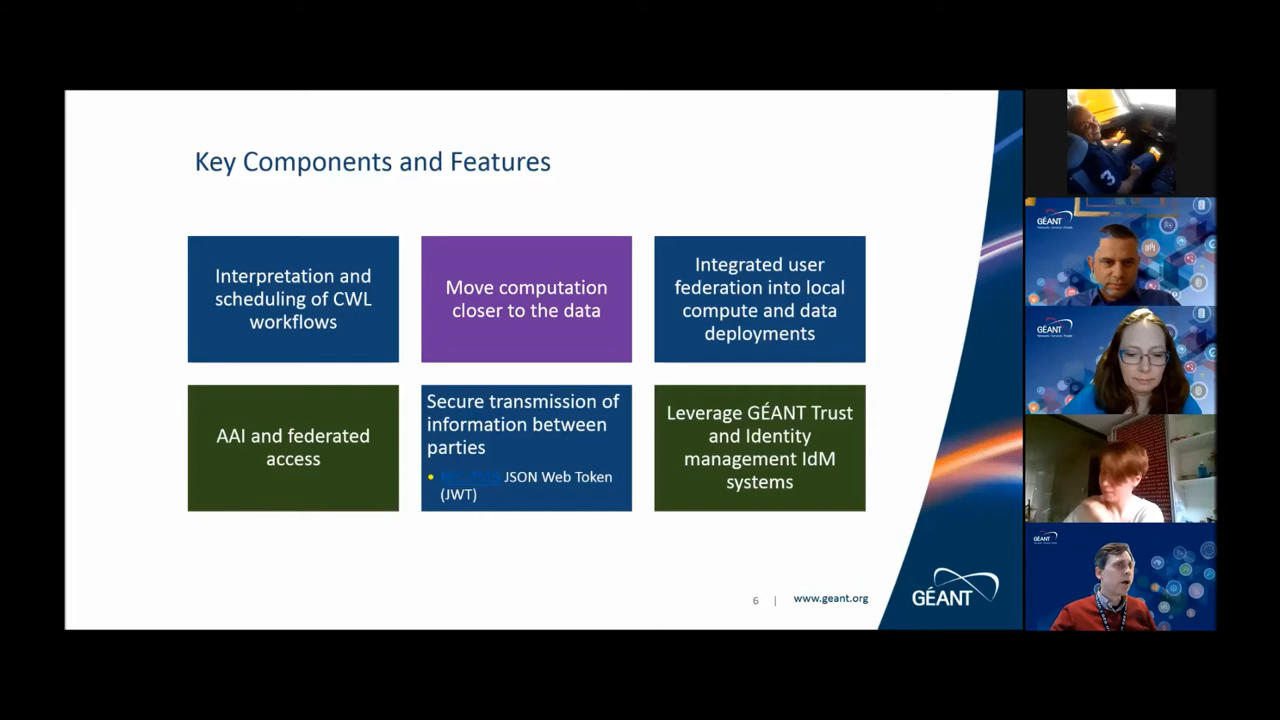 Key Components and Features
Interpretation and
scheduling of CWL
workflows
Move computation
closer to the data
Integrated user
federation into local
compute and data
deployments
AAI and federated
access
Secure transmission of
information between
parties
JSON Web Token
(JWT)
Leverage GÉANT Trust
and Identity
management IdM
systems
6 | www.geant.org
GÉANT
3
GÉANT
GÉANT
GÉANT